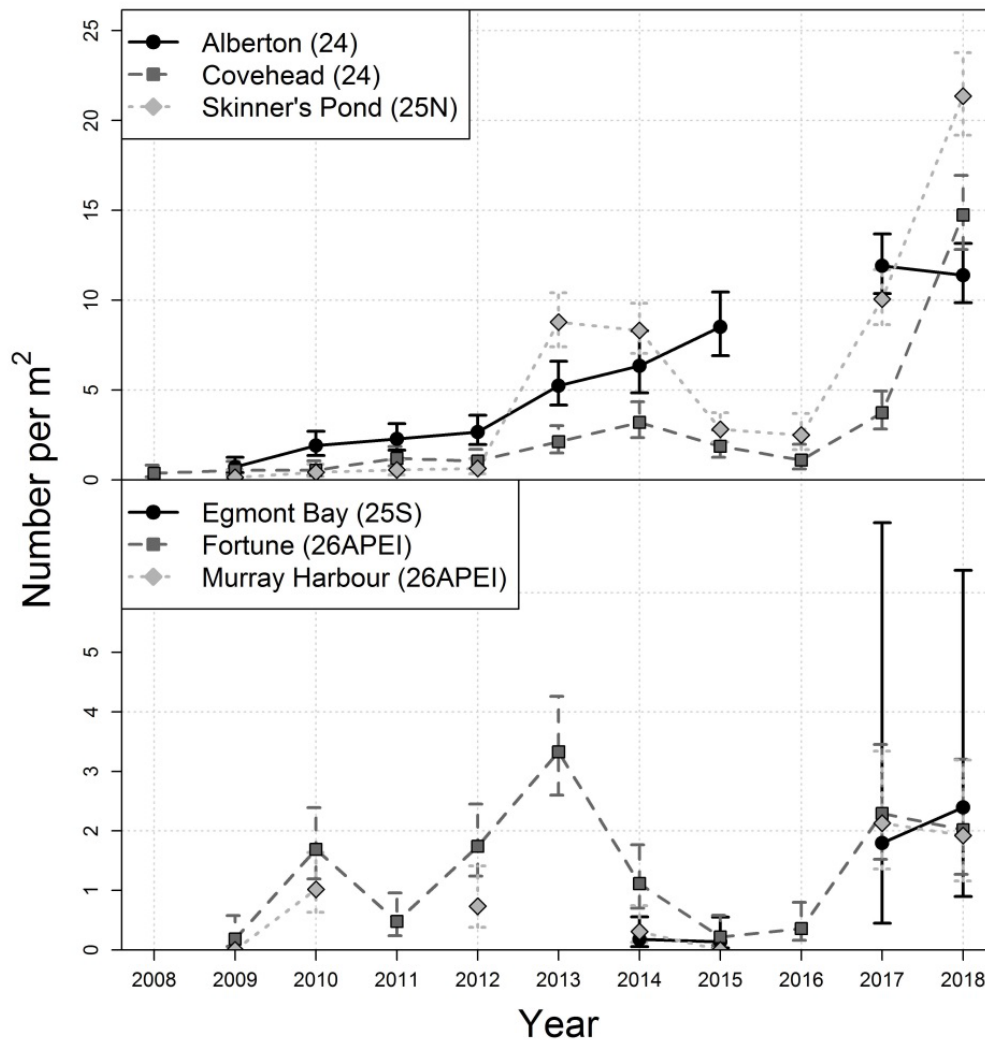 Alberton (24)
Covehead (24)
Skinner's Pond (25N)
25
20
15
10
5
0
Egmont Bay (25S)
Fortune (26APEI)
Murray Harbour (26APEI)
5
4
3
2
1
0
Number per m²
2008 2009 2010 2011 2012 2013 2014 2015 2016 2017 2018
Year